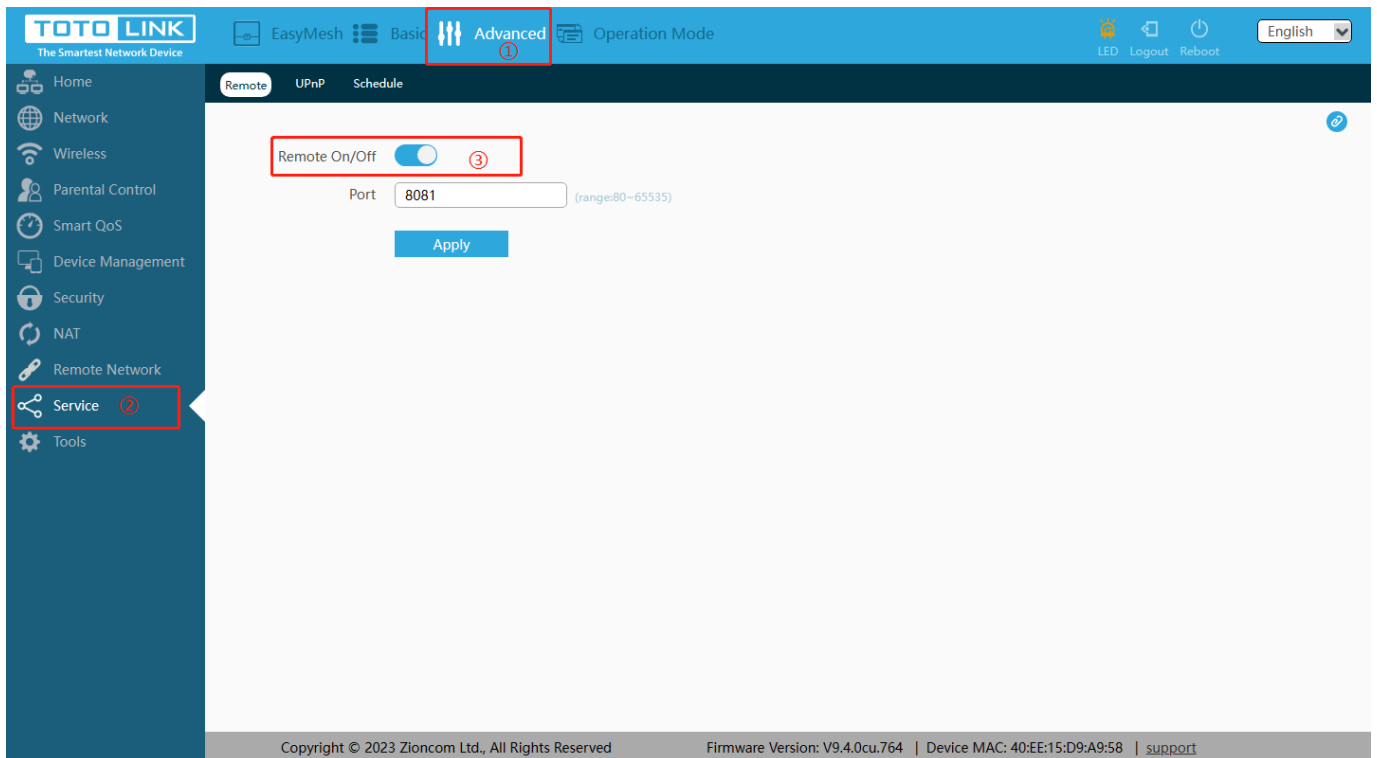 TOTO LINK
The Smartest Network Device
EasyMesh Basic Advanced Operation Mode
①
LED Logout Reboot
English
Home
Network
Wireless
Parental Control
Smart QoS
Device Management
Security
NAT
Remote Network
Service ②
Tools
Remote UPnP Schedule
Remote On/Off ③
Port 8081 (range:80~65535)
Apply
Copyright © 2023 Zioncom Ltd., All Rights Reserved Firmware Version: V9.4.0cu.764 | Device MAC: 40:EE:15:D9:A9:58 | support